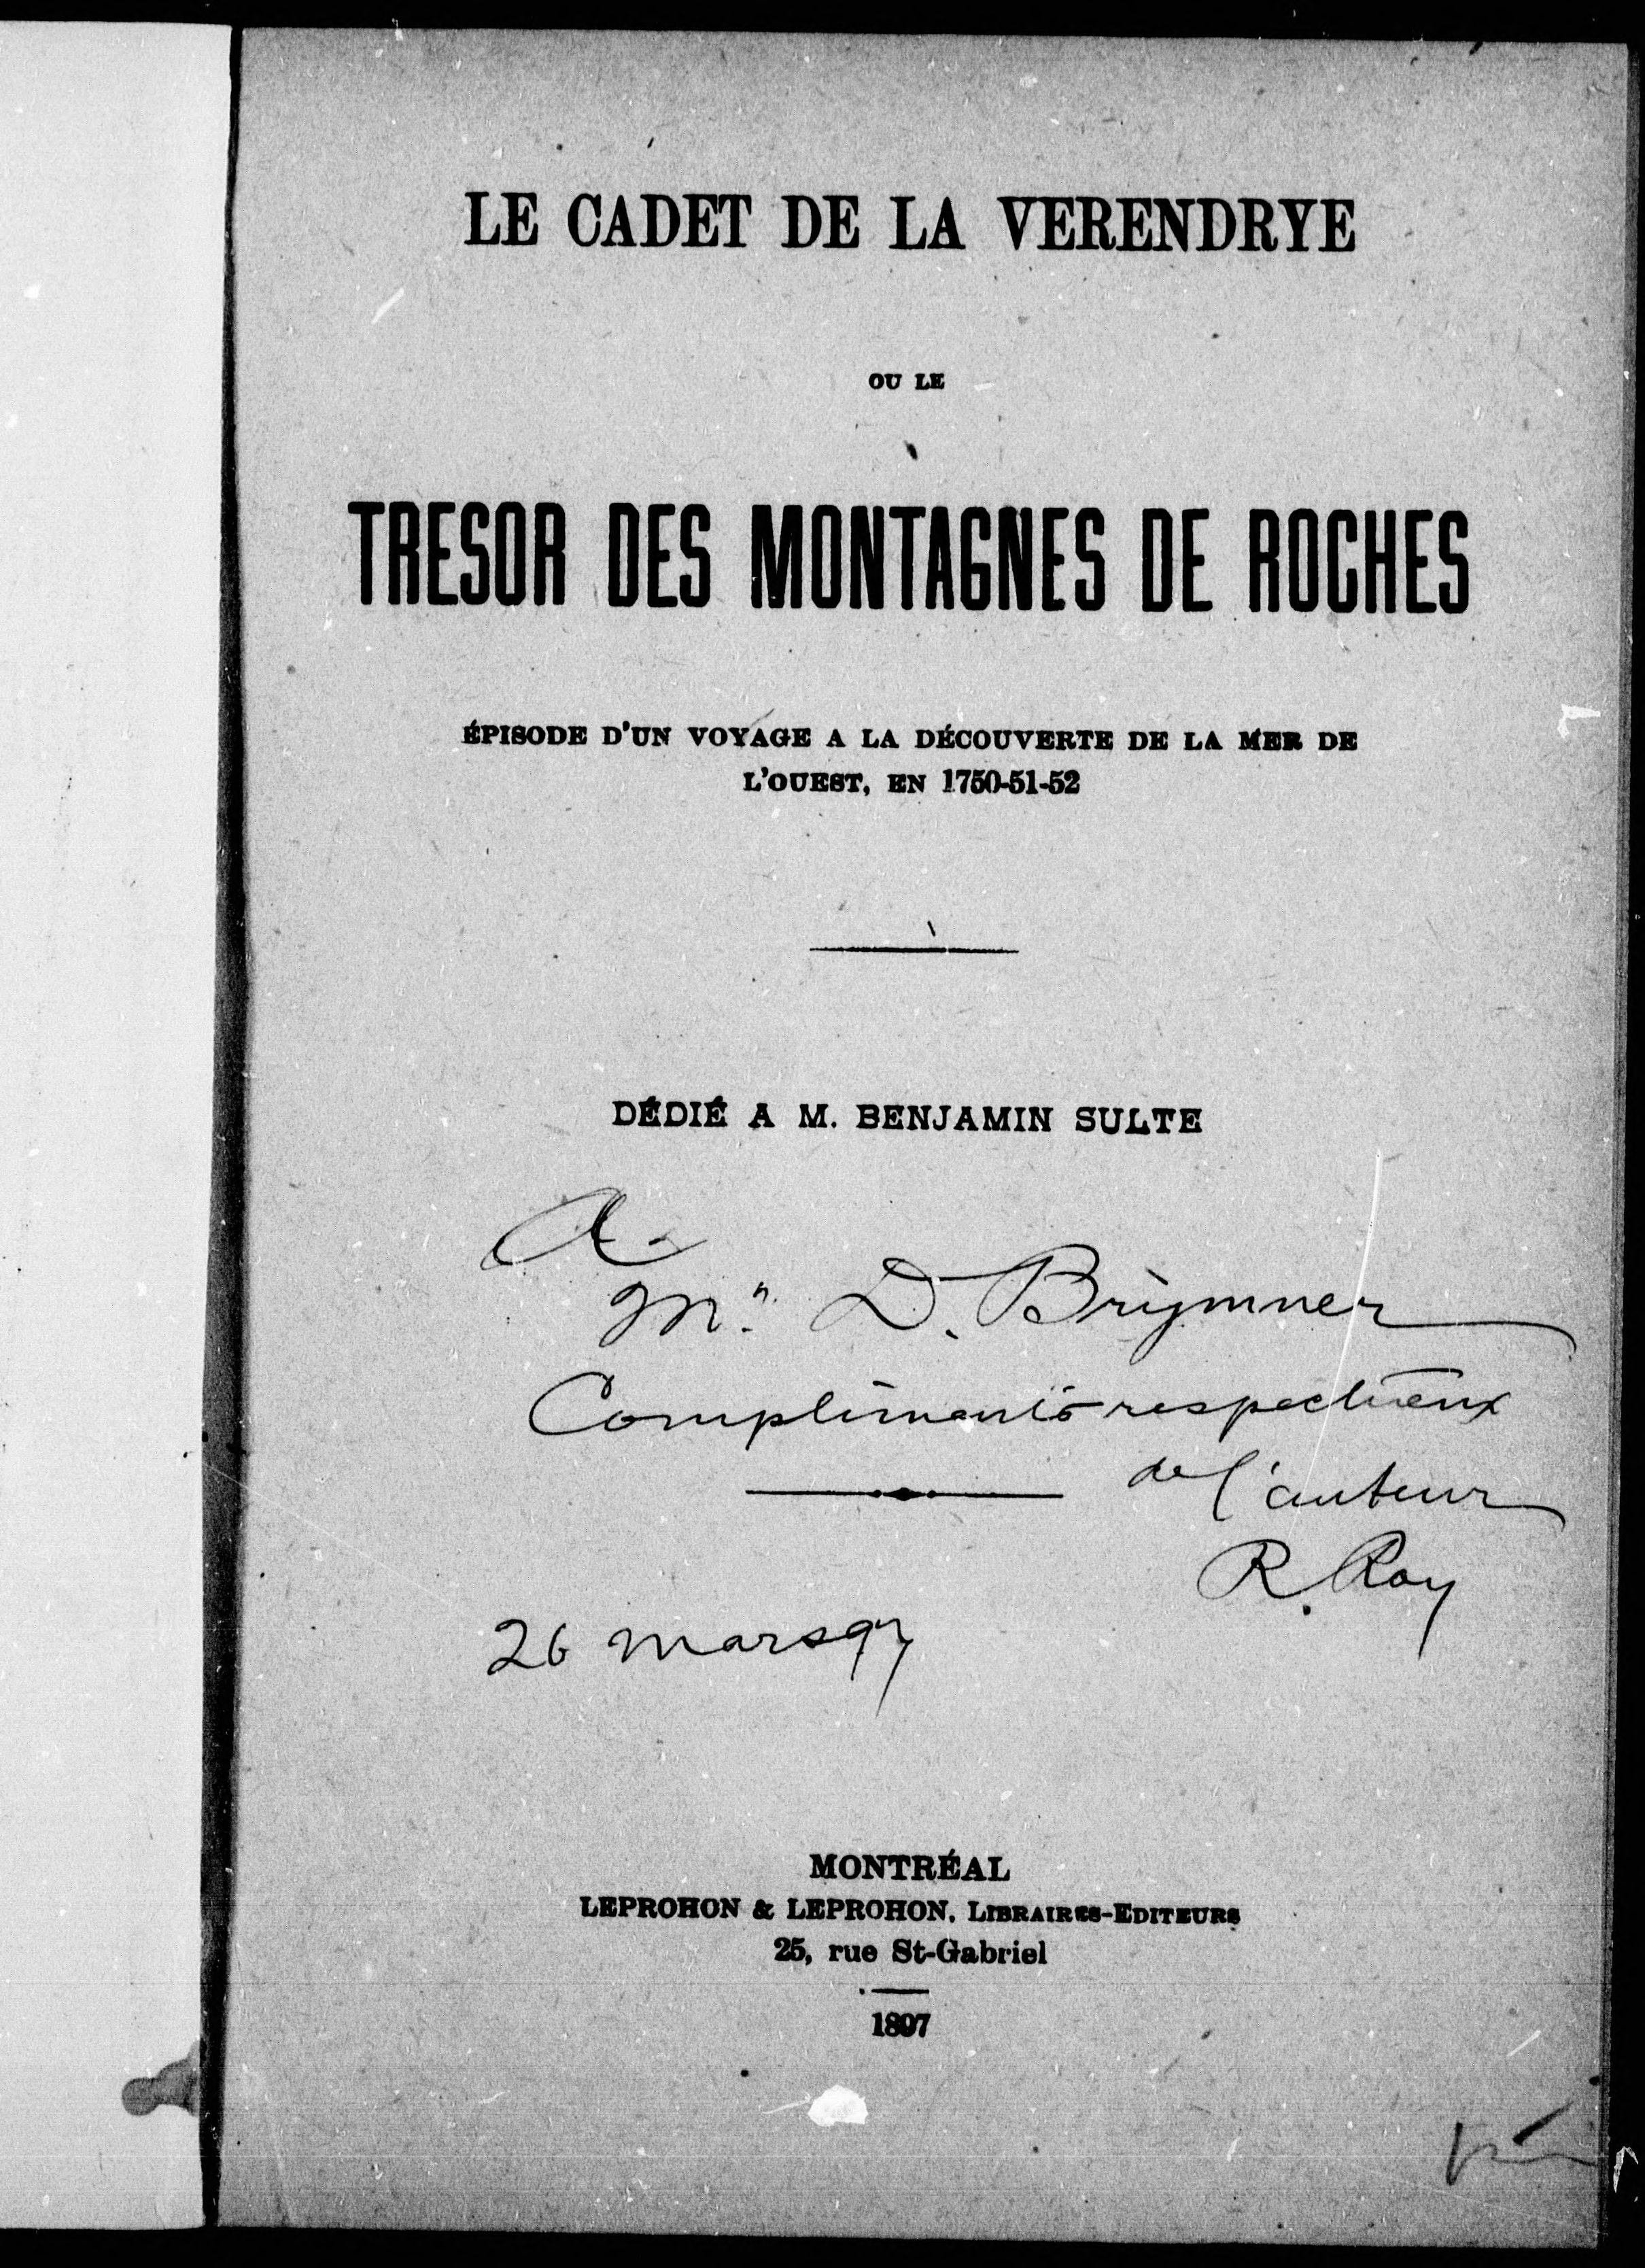 LE CADET DE LA VERENDRYE
OU LE
TRESOR DES MONTAGNES DE ROCHES
ÉPISODE D'UN VOYAGE A LA DÉCOUVERTE DE LA MER DE
L'OUEST, EN 1750-51-52
DÉDIÉ A M. BENJAMIN SULTE
A
Mr. D. Brymner
Compliments respectueux
de l'auteur
R. Roy
26 mars 97
MONTRÉAL
LEPROHON & LEPROHON, LIBRAIRES-EDITEURS
25, rue St-Gabriel
1897